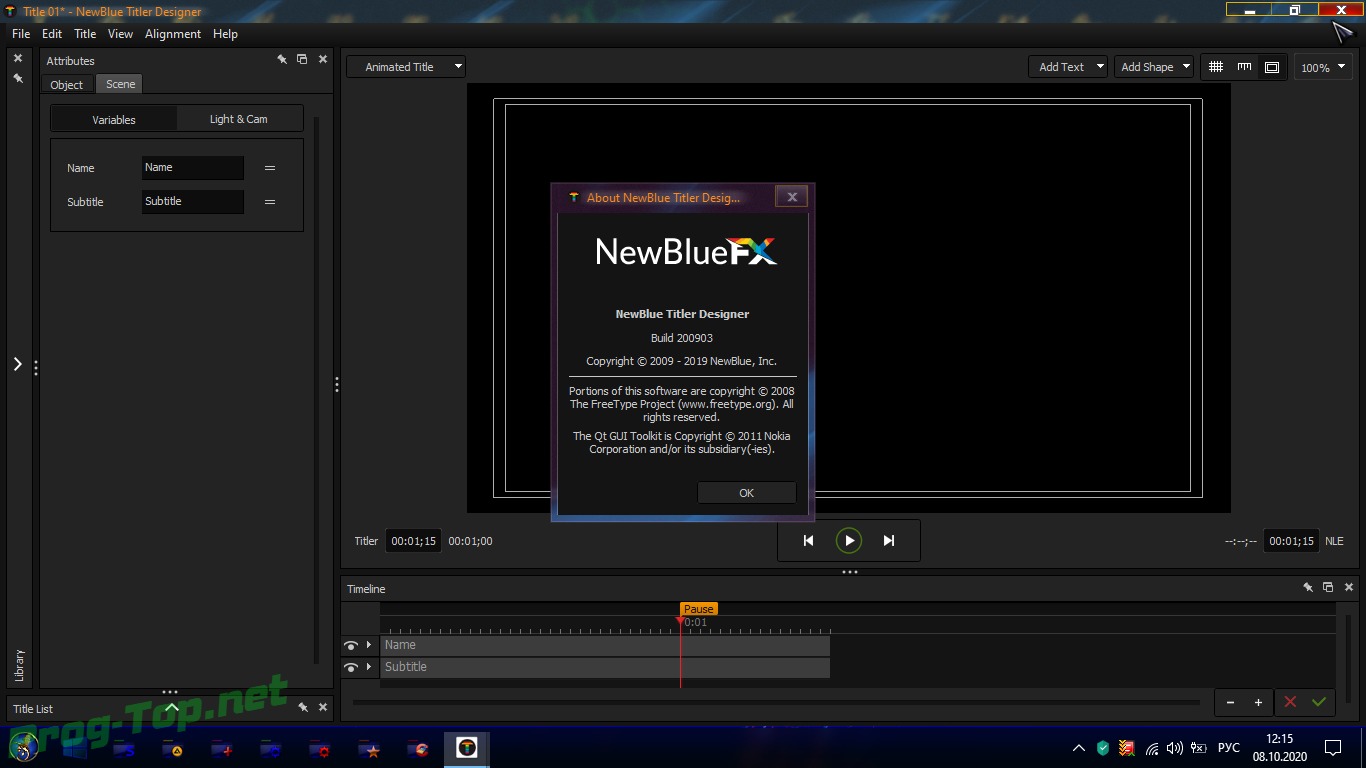 Title 01* - NewBlue Titler Designer
File Edit Title View Alignment Help
Attributes
Object Scene
Variables Light & Cam
Name Name
Subtitle Subtitle
Library
Title List
Animated Title
Add Text Add Shape 100%
About NewBlue Titler Desig...
NewBlueFX
NewBlue Titler Designer
Build 200903
Copyright © 2009 - 2019 NewBlue, Inc.
Portions of this software are copyright © 2008
The FreeType Project (www.freetype.org). All
rights reserved.
The Qt GUI Toolkit is Copyright © 2011 Nokia
Corporation and/or its subsidiary(-ies).
OK
Titler 00:01;15 00:01;00
--:--;-- 00:01;15 NLE
Timeline
Pause
0:01
Name
Subtitle
Prog-Top.net
РУС
12:15
08.10.2020